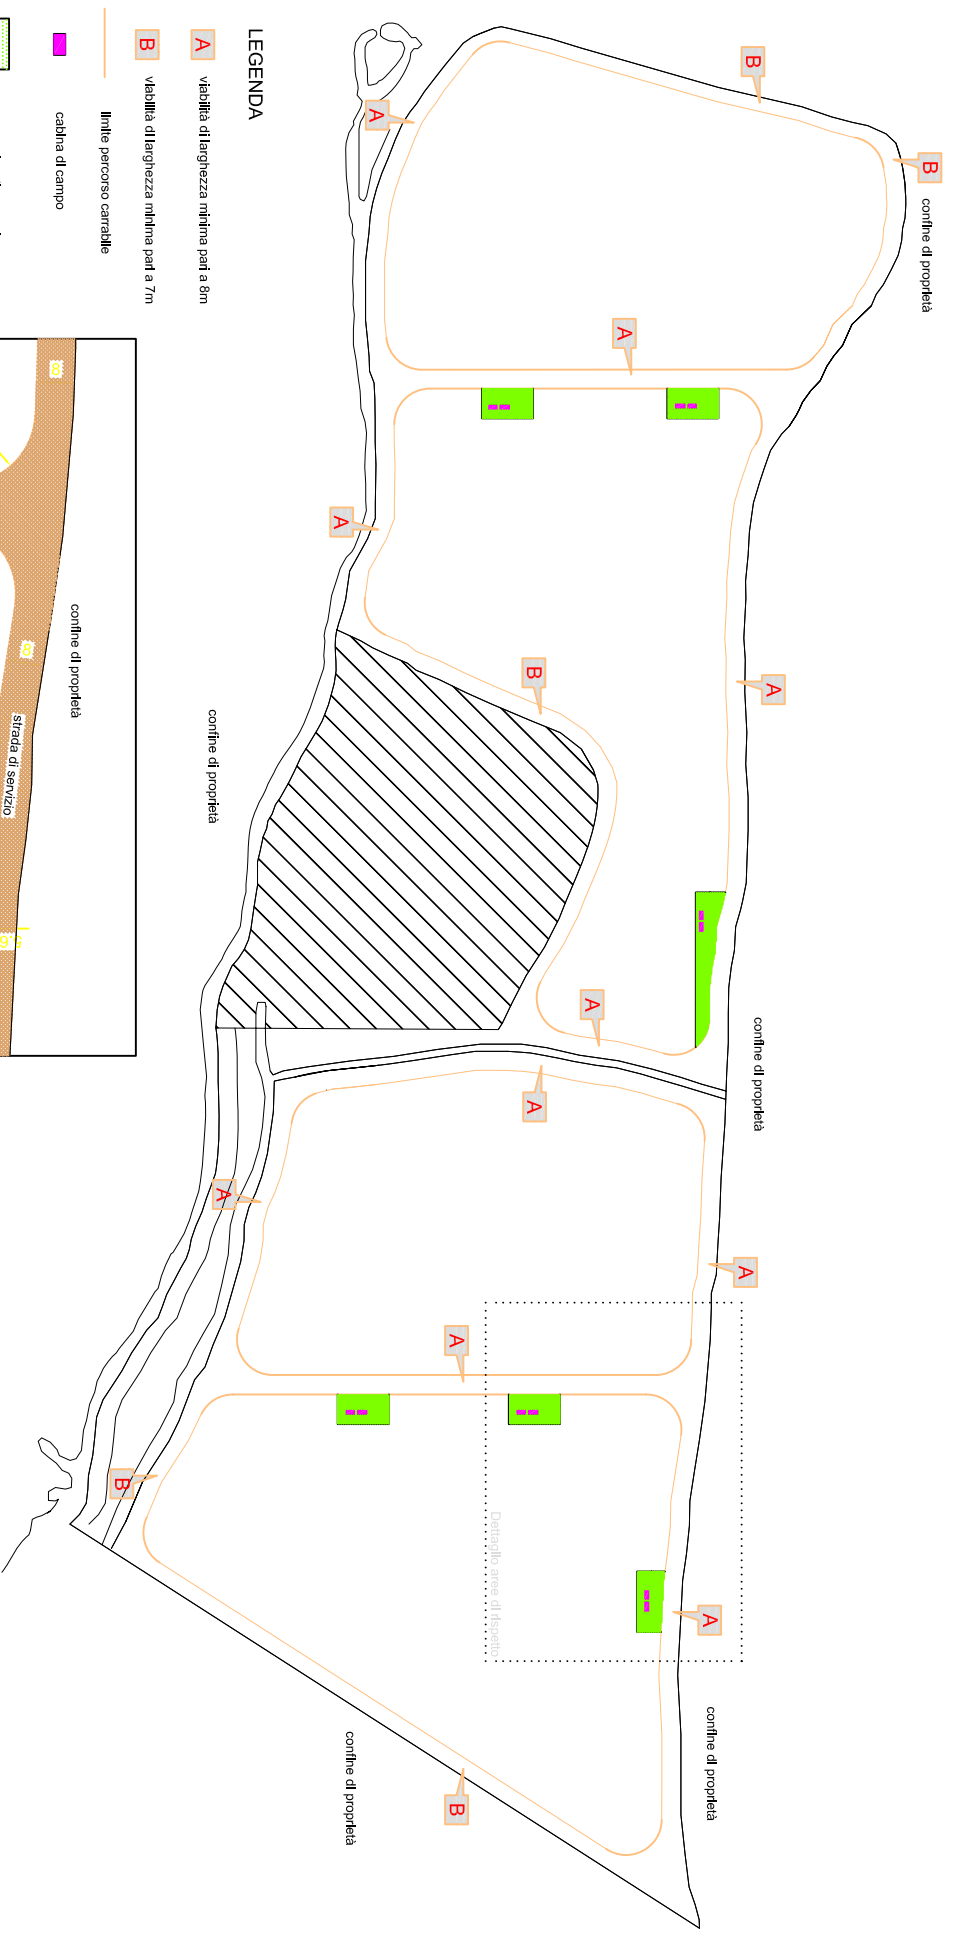 LEGENDA
A viabilità di larghezza minima pari a 8m
B viabilità di larghezza minima pari a 7m
limite percorso carrabile
cabina di campo
confine di proprietà
B
B
A
A
A
A
B
A
A
confine di proprietà
confine di proprietà
A
A
A
A
B
A
B
Dettaglio aree di rispetto
confine di proprietà
confine di proprietà
confine di proprietà
8
8
strada di servizio